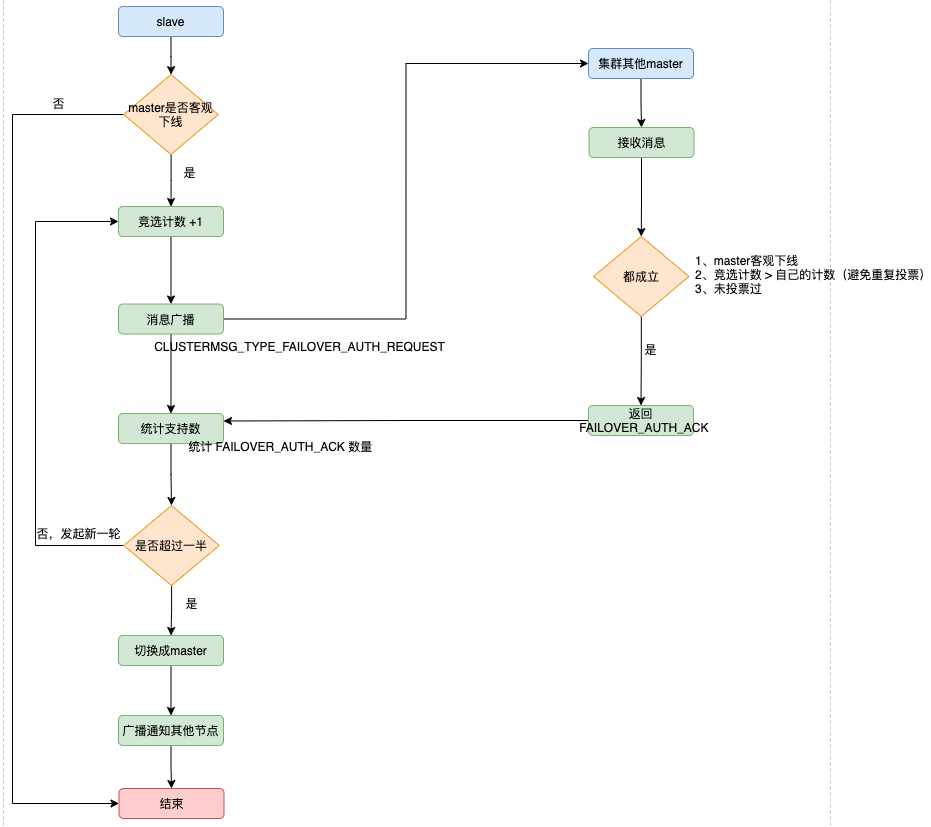 slave
master是否客观
下线
否
是
竞选计数 +1
消息广播
CLUSTERMSG_TYPE_FAILOVER_AUTH_REQUEST
统计支持数
统计 FAILOVER_AUTH_ACK 数量
是否超过一半
否，发起新一轮
是
切换成master
广播通知其他节点
结束
集群其他master
接收消息
都成立
1、master客观下线
2、竞选计数 > 自己的计数（避免重复投票）
3、未投票过
是
返回
FAILOVER_AUTH_ACK